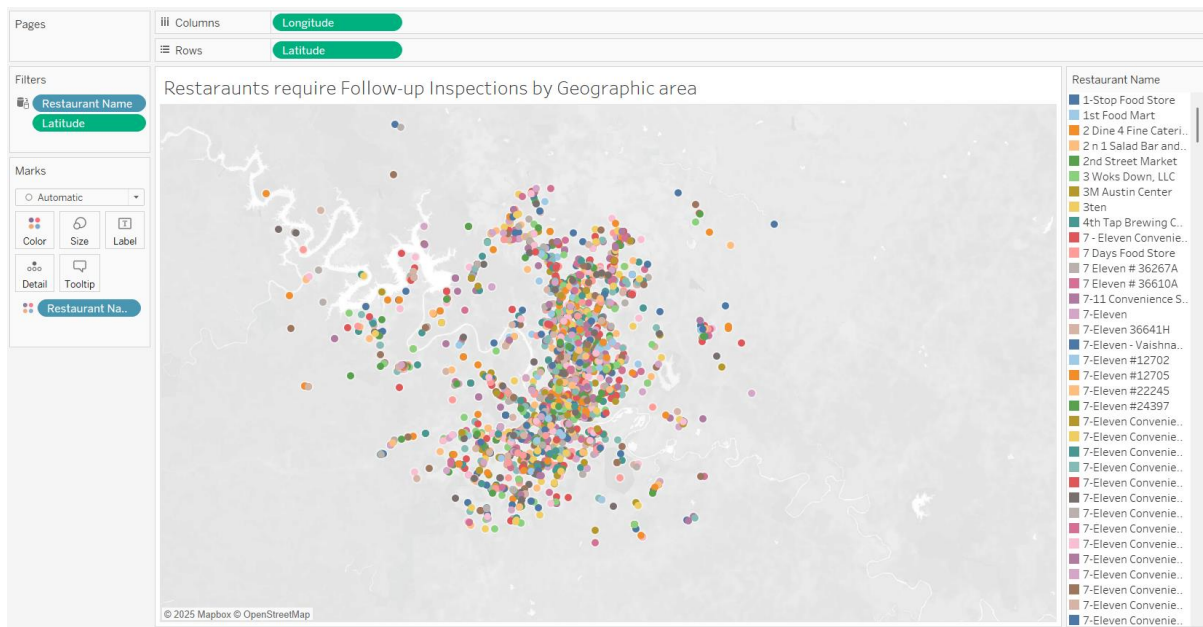 Pages
Columns
Longitude
Rows
Latitude
Filters
Restaurant Name
Latitude
Marks
Automatic
Color
Size
Label
Detail
Tooltip
Restaurant Na..
Restaraunts require Follow-up Inspections by Geographic area
© 2025 Mapbox © OpenStreetMap
Restaurant Name
1-Stop Food Store
1st Food Mart
2 Dine 4 Fine Cateri..
2 n 1 Salad Bar and..
2nd Street Market
3 Woks Down, LLC
3M Austin Center
3ten
4th Tap Brewing C..
7 - Eleven Convenie..
7 Days Food Store
7 Eleven # 36267A
7 Eleven # 36610A
7-11 Convenience S..
7-Eleven
7-Eleven 36641H
7-Eleven - Vaishna..
7-Eleven #12702
7-Eleven #12705
7-Eleven #22245
7-Eleven #24397
7-Eleven Convenie..
7-Eleven Convenie..
7-Eleven Convenie..
7-Eleven Convenie..
7-Eleven Convenie..
7-Eleven Convenie..
7-Eleven Convenie..
7-Eleven Convenie..
7-Eleven Convenie..
7-Eleven Convenie..
7-Eleven Convenie..
7-Eleven Convenie..
7-Eleven Convenie..
7-Eleven Convenie..